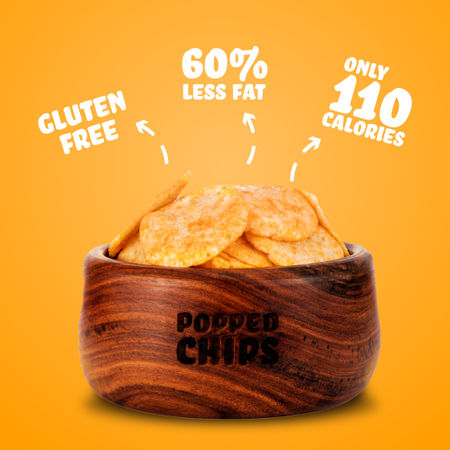 GLUTEN
FREE
60%
LESS FAT
ONLY
110
CALORIES
POPPED
CHIPS